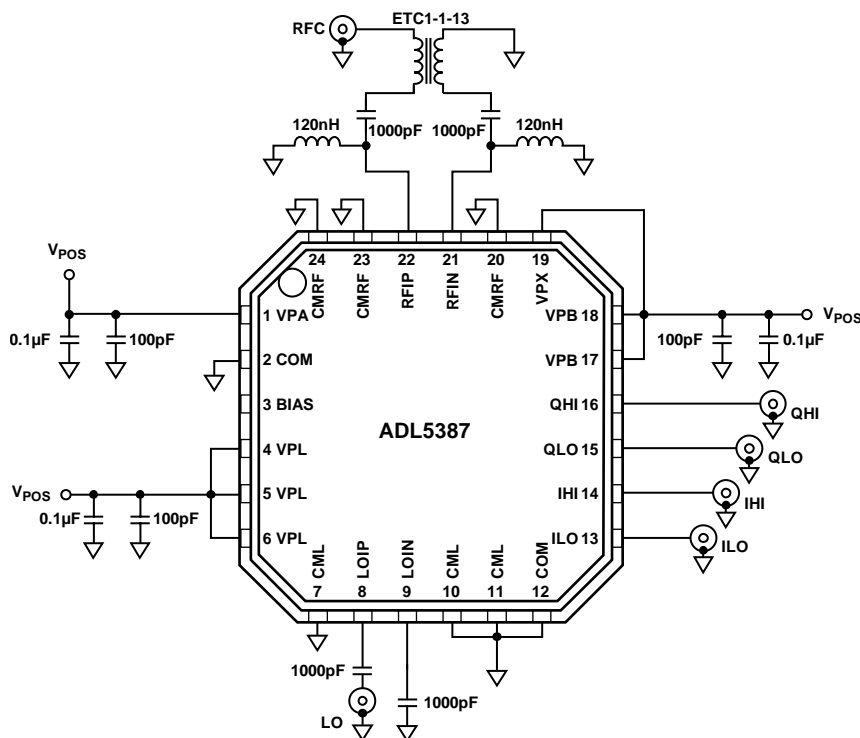 ETC1-1-13
RFC
120nH
1000pF
1000pF
120nH
24
23
22
21
20
19
CMRF
CMRF
RFIP
RFIN
CMRF
VPX
VPOS
0.1µF
100pF
1 VPA
2 COM
3 BIAS
4 VPL
5 VPL
6 VPL
VPOS
0.1µF
100pF
ADL5387
VPB 18
VPB 17
QHI 16
QLO 15
IHI 14
ILO 13
100pF
0.1µF
VPOS
QHI
QLO
IHI
ILO
CML
LOIP
LOIN
CML
CML
COM
7
8
9
10
11
12
1000pF
LO
1000pF